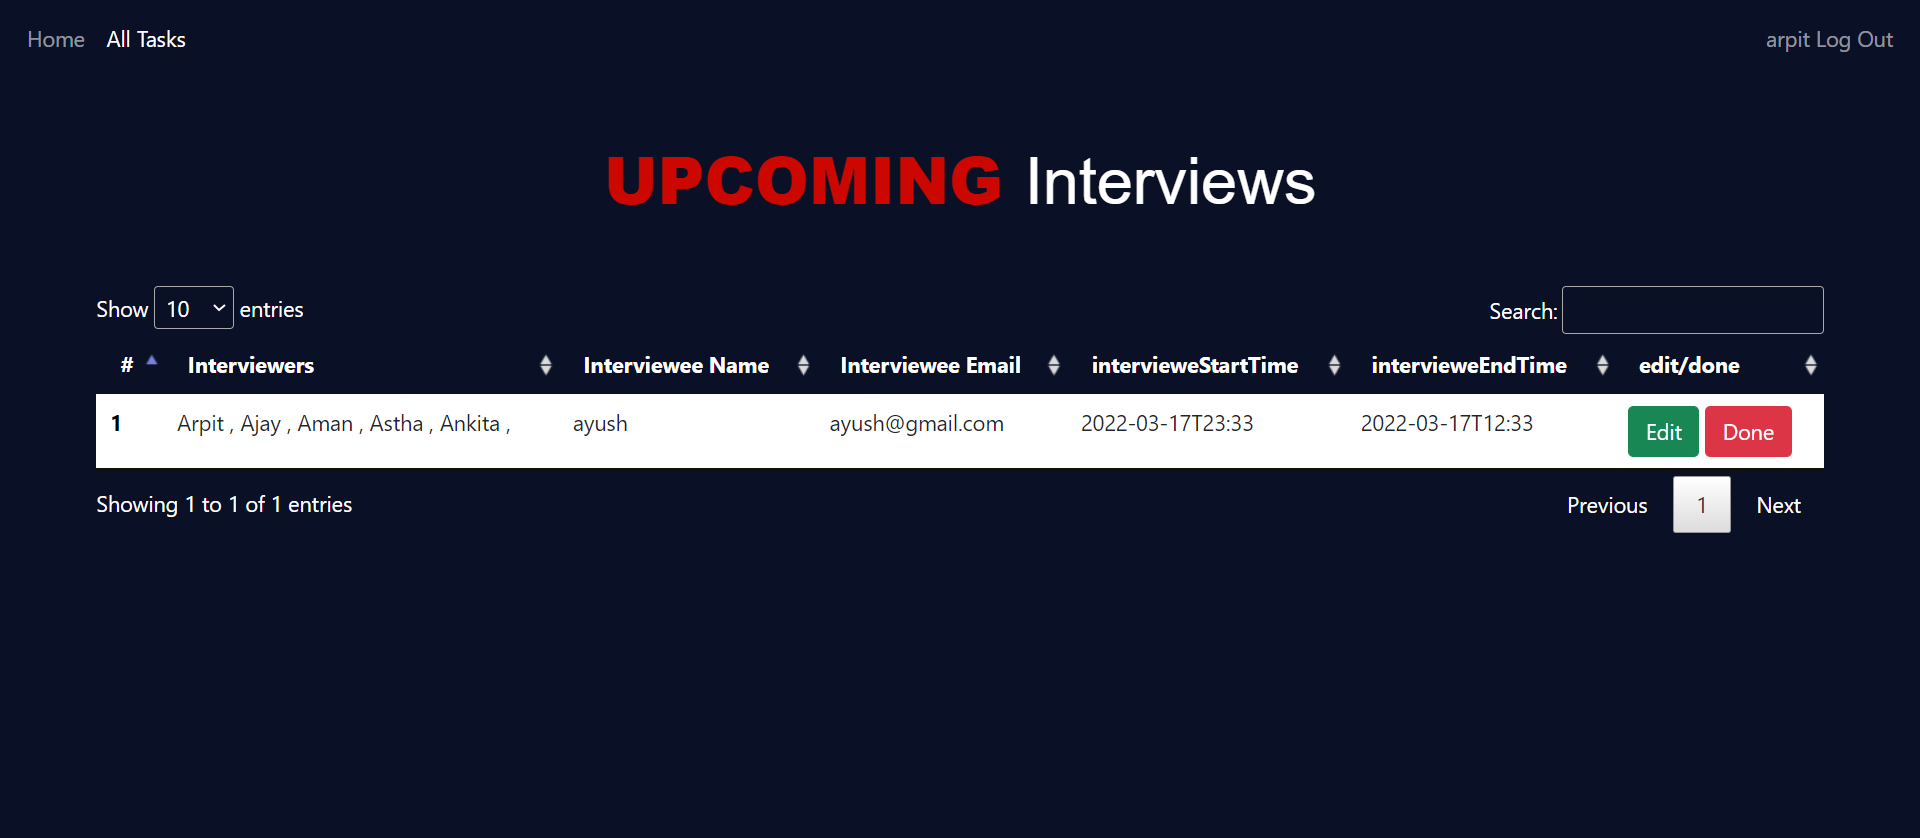 Home All Tasks arpit Log Out
UPCOMING Interviews
Show 10 entries Search:
# Interviewers Interviewee Name Interviewee Email intervieweStartTime intervieweEndTime edit/done
1 Arpit , Ajay , Aman , Astha , Ankita , ayush ayush@gmail.com 2022-03-17T23:33 2022-03-17T12:33 Edit Done
Showing 1 to 1 of 1 entries Previous 1 Next